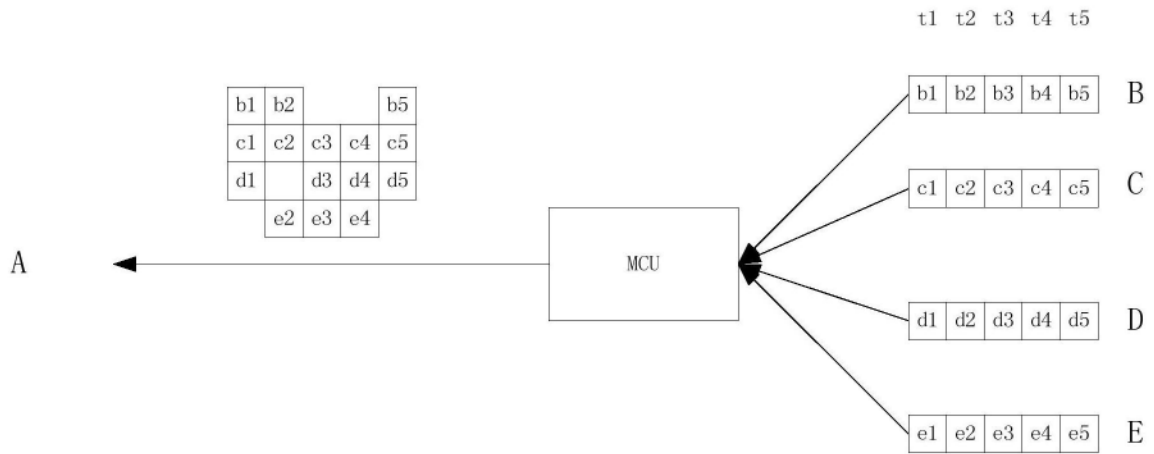 t1 t2 t3 t4 t5
b1 b2 b5
b1 b2 b3 b4 b5 B
c1 c2 c3 c4 c5
d1 d3 d4 d5
c1 c2 c3 c4 c5 C
e2 e3 e4
A
MCU
d1 d2 d3 d4 d5 D
e1 e2 e3 e4 e5 E